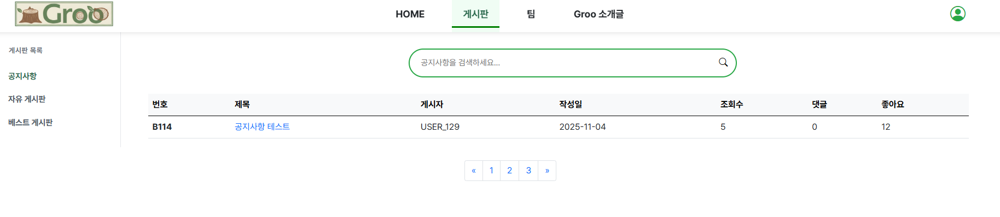 Groo HOME 게시판 팀 Groo 소개글
게시판 목록
공지사항
자유 게시판
베스트 게시판
공지사항을 검색하세요...
번호 제목 게시자 작성일 조회수 댓글 좋아요
B114 공지사항 테스트 USER_129 2025-11-04 5 0 12
« 1 2 3 »